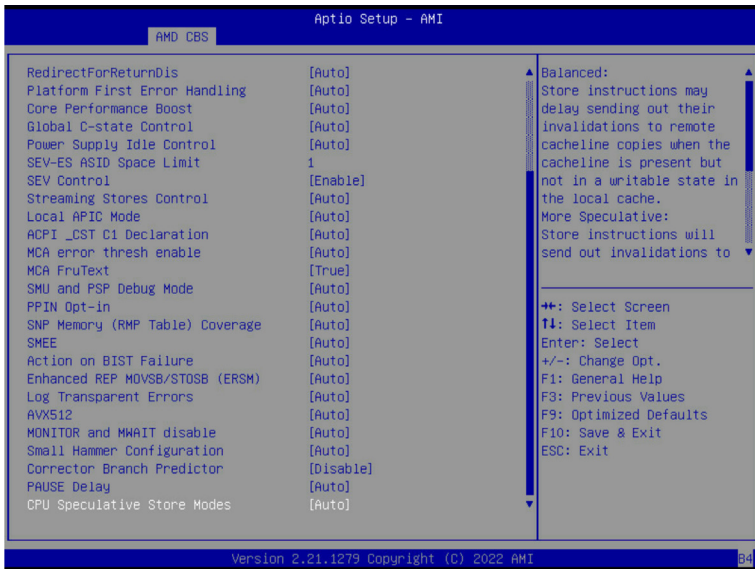 Aptio Setup – AMI
AMD CBS
RedirectForReturnDis [Auto]
Platform First Error Handling [Auto]
Core Performance Boost [Auto]
Global C-state Control [Auto]
Power Supply Idle Control [Auto]
SEV-ES ASID Space Limit 1
SEV Control [Enable]
Streaming Stores Control [Auto]
Local APIC Mode [Auto]
ACPI _CST C1 Declaration [Auto]
MCA error thresh enable [Auto]
MCA FruText [True]
SMU and PSP Debug Mode [Auto]
PPIN Opt-in [Auto]
SNP Memory (RMP Table) Coverage [Auto]
SMEE [Auto]
Action on BIST Failure [Auto]
Enhanced REP MOVSB/STOSB (ERSM) [Auto]
Log Transparent Errors [Auto]
AVX512 [Auto]
MONITOR and MWAIT disable [Auto]
Small Hammer Configuration [Auto]
Corrector Branch Predictor [Disable]
PAUSE Delay [Auto]
CPU Speculative Store Modes [Auto]
Balanced:
Store instructions may
delay sending out their
invalidations to remote
cacheline copies when the
cacheline is present but
not in a writable state in
the local cache.
More Speculative:
Store instructions will
send out invalidations to
→←: Select Screen
↑↓: Select Item
Enter: Select
+/-: Change Opt.
F1: General Help
F3: Previous Values
F9: Optimized Defaults
F10: Save & Exit
ESC: Exit
Version 2.21.1279 Copyright (C) 2022 AMI
B4